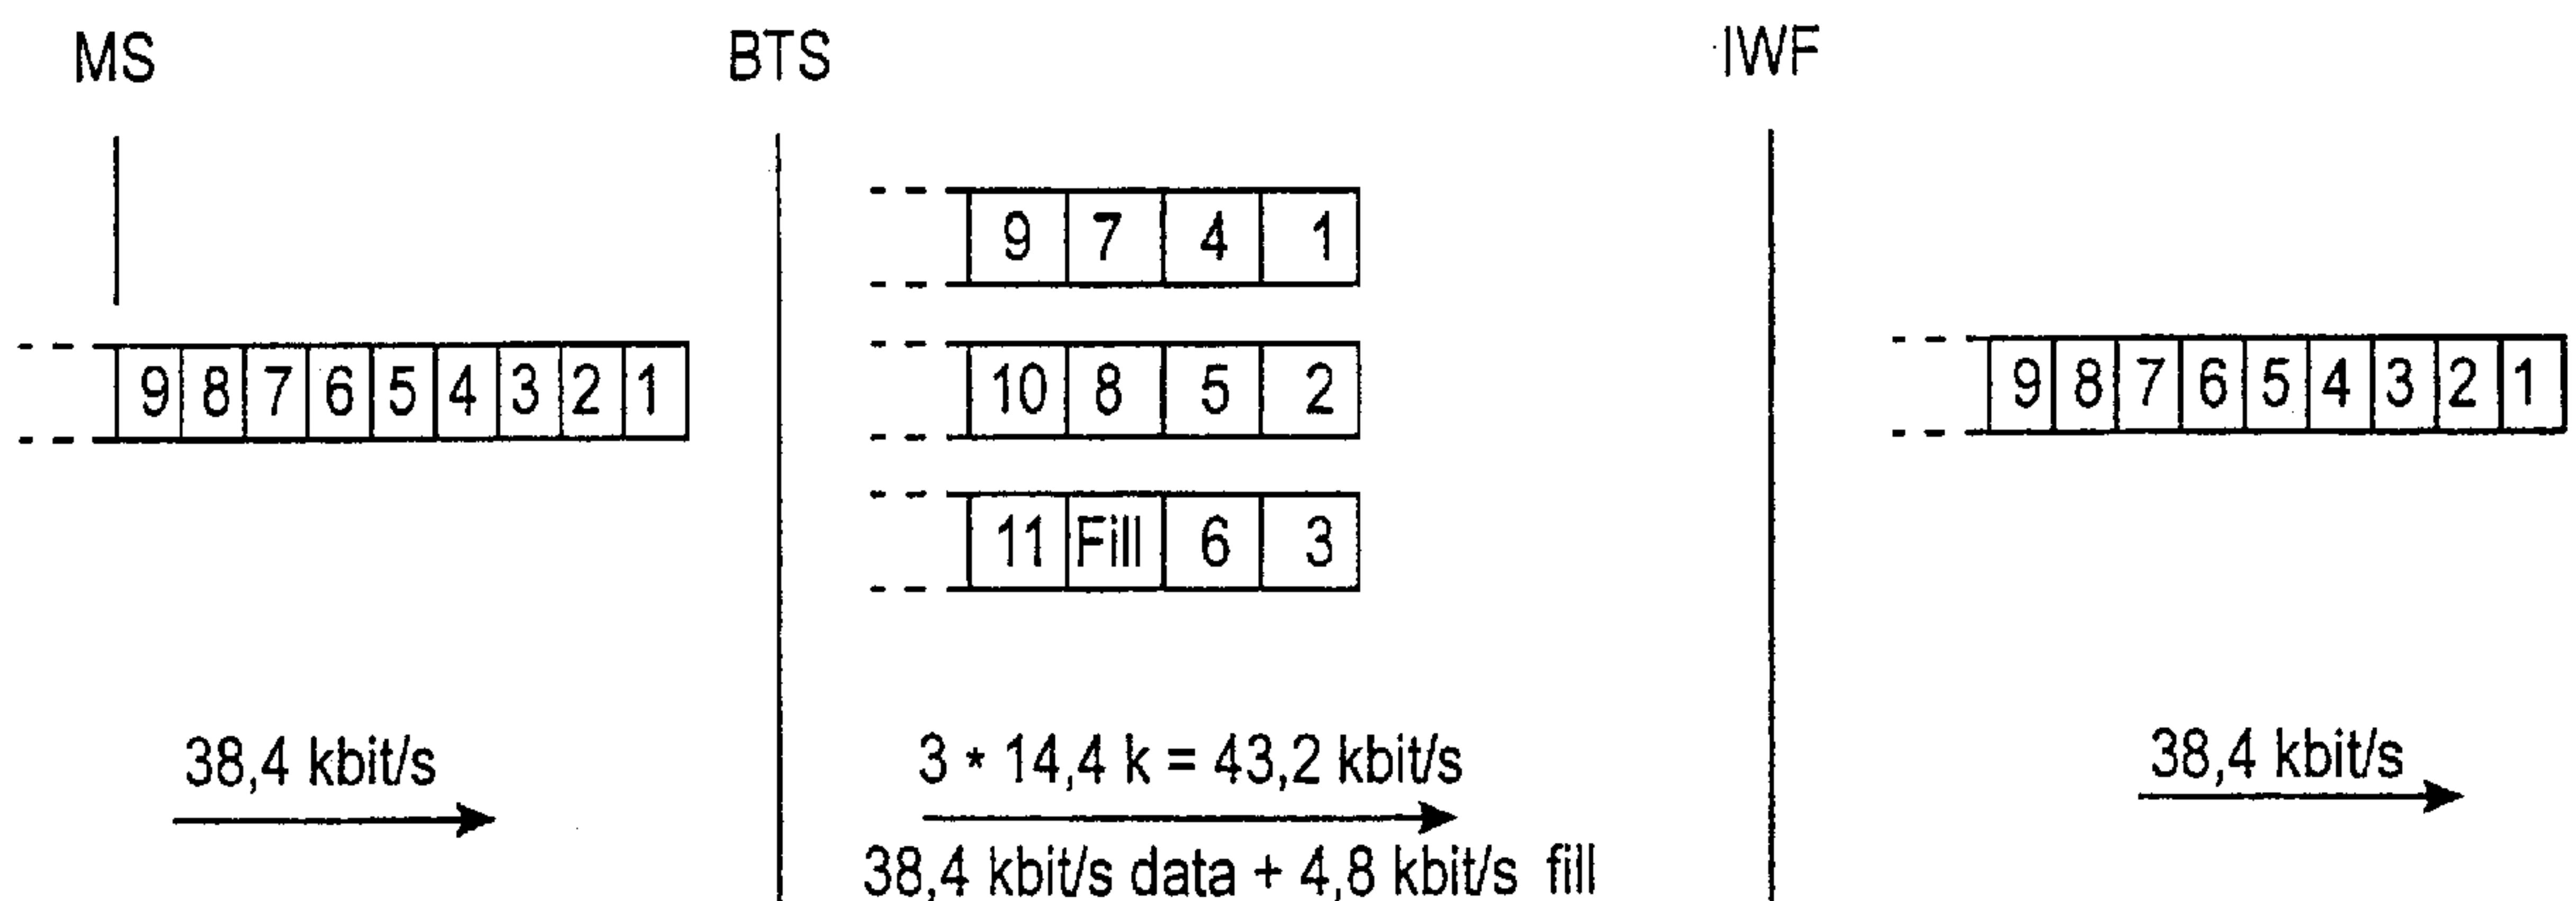 MS BTS IWF
9 7 4 1
9 8 7 6 5 4 3 2 1
10 8 5 2
9 8 7 6 5 4 3 2 1
11 Fill 6 3
38,4 kbit/s
3 * 14,4 k = 43,2 kbit/s
38,4 kbit/s data + 4,8 kbit/s fill
38,4 kbit/s